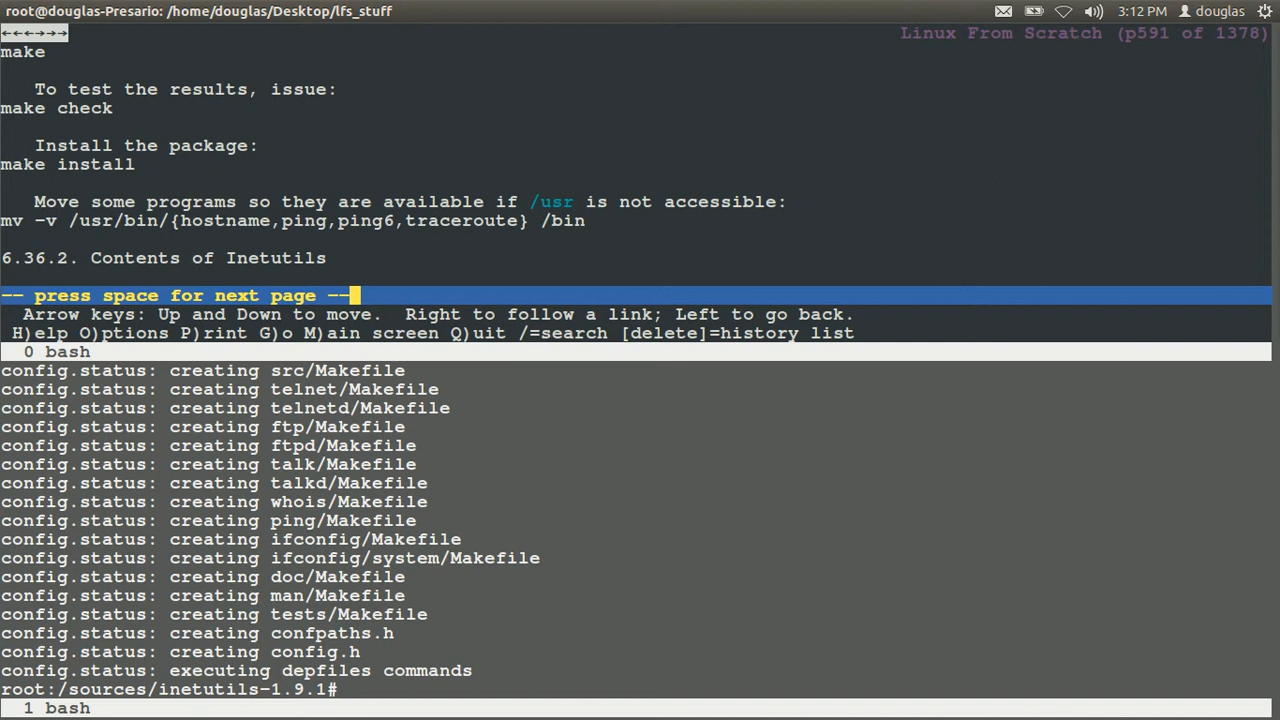 root@douglas-Presario: /home/douglas/Desktop/lfs_stuff
3:12 PM
douglas
←←←→→→
Linux From Scratch (p591 of 1378)
make
To test the results, issue:
make check
Install the package:
make install
Move some programs so they are available if /usr is not accessible:
mv -v /usr/bin/{hostname,ping,ping6,traceroute} /bin
6.36.2. Contents of Inetutils
-- press space for next page --
Arrow keys: Up and Down to move.  Right to follow a link; Left to go back.
H)elp O)ptions P)rint G)o M)ain screen Q)uit /=search [delete]=history list
0 bash
config.status: creating src/Makefile
config.status: creating telnet/Makefile
config.status: creating telnetd/Makefile
config.status: creating ftp/Makefile
config.status: creating ftpd/Makefile
config.status: creating talk/Makefile
config.status: creating talkd/Makefile
config.status: creating whois/Makefile
config.status: creating ping/Makefile
config.status: creating ifconfig/Makefile
config.status: creating ifconfig/system/Makefile
config.status: creating doc/Makefile
config.status: creating man/Makefile
config.status: creating tests/Makefile
config.status: creating confpaths.h
config.status: creating config.h
config.status: executing depfiles commands
root:/sources/inetutils-1.9.1#
1 bash